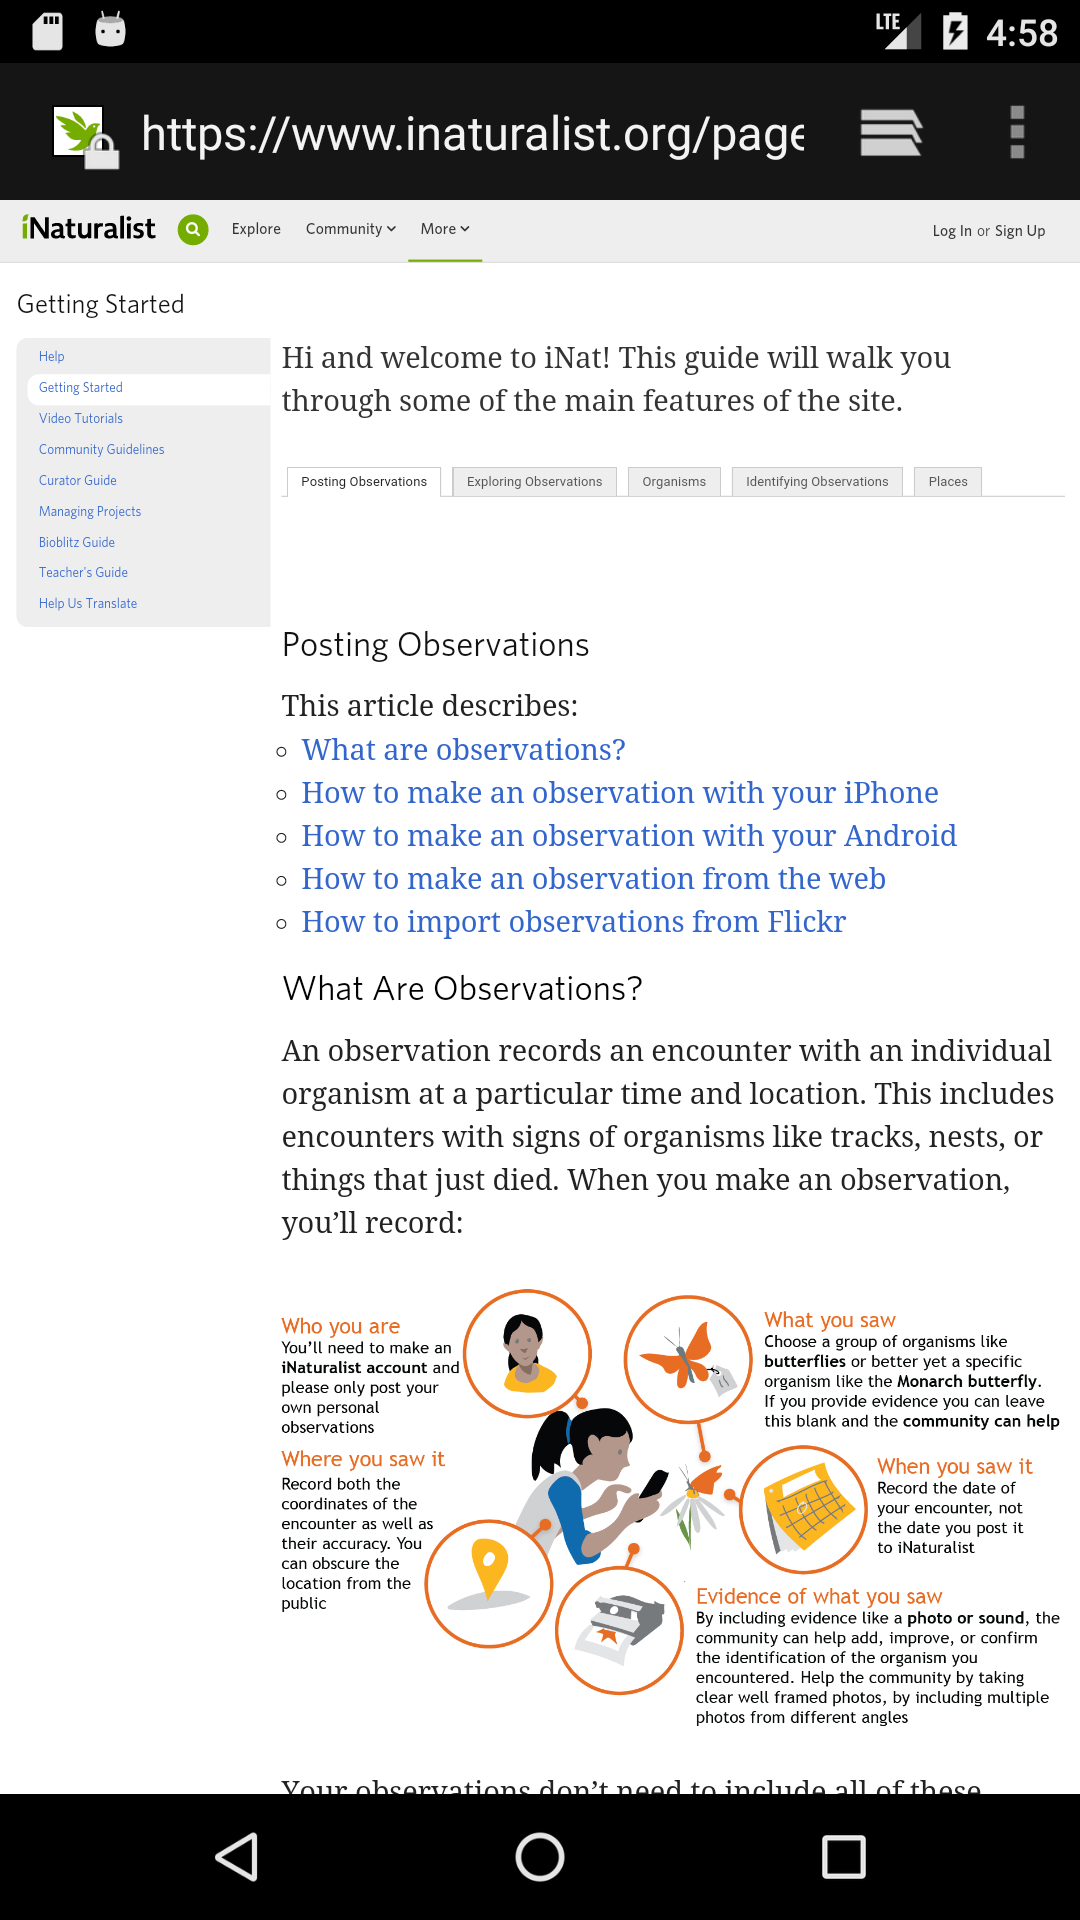 LTE 4:58
https://www.inaturalist.org/page
iNaturalist Explore Community More Log In or Sign Up
Getting Started
Help
Getting Started
Video Tutorials
Community Guidelines
Curator Guide
Managing Projects
Bioblitz Guide
Teacher's Guide
Help Us Translate
Hi and welcome to iNat! This guide will walk you
through some of the main features of the site.
Posting Observations Exploring Observations Organisms Identifying Observations Places
Posting Observations
This article describes:
What are observations?
How to make an observation with your iPhone
How to make an observation with your Android
How to make an observation from the web
How to import observations from Flickr
What Are Observations?
An observation records an encounter with an individual
organism at a particular time and location. This includes
encounters with signs of organisms like tracks, nests, or
things that just died. When you make an observation,
you’ll record:
Who you are
You’ll need to make an
iNaturalist account and
please only post your
own personal
observations
Where you saw it
Record both the
coordinates of the
encounter as well as
their accuracy. You
can obscure the
location from the
public
What you saw
Choose a group of organisms like
butterflies or better yet a specific
organism like the Monarch butterfly.
If you provide evidence you can leave
this blank and the community can help
When you saw it
Record the date of
your encounter, not
the date you post it
to iNaturalist
Evidence of what you saw
By including evidence like a photo or sound, the
community can help add, improve, or confirm
the identification of the organism you
encountered. Help the community by taking
clear well framed photos, by including multiple
photos from different angles
Your observations don’t need to include all of these